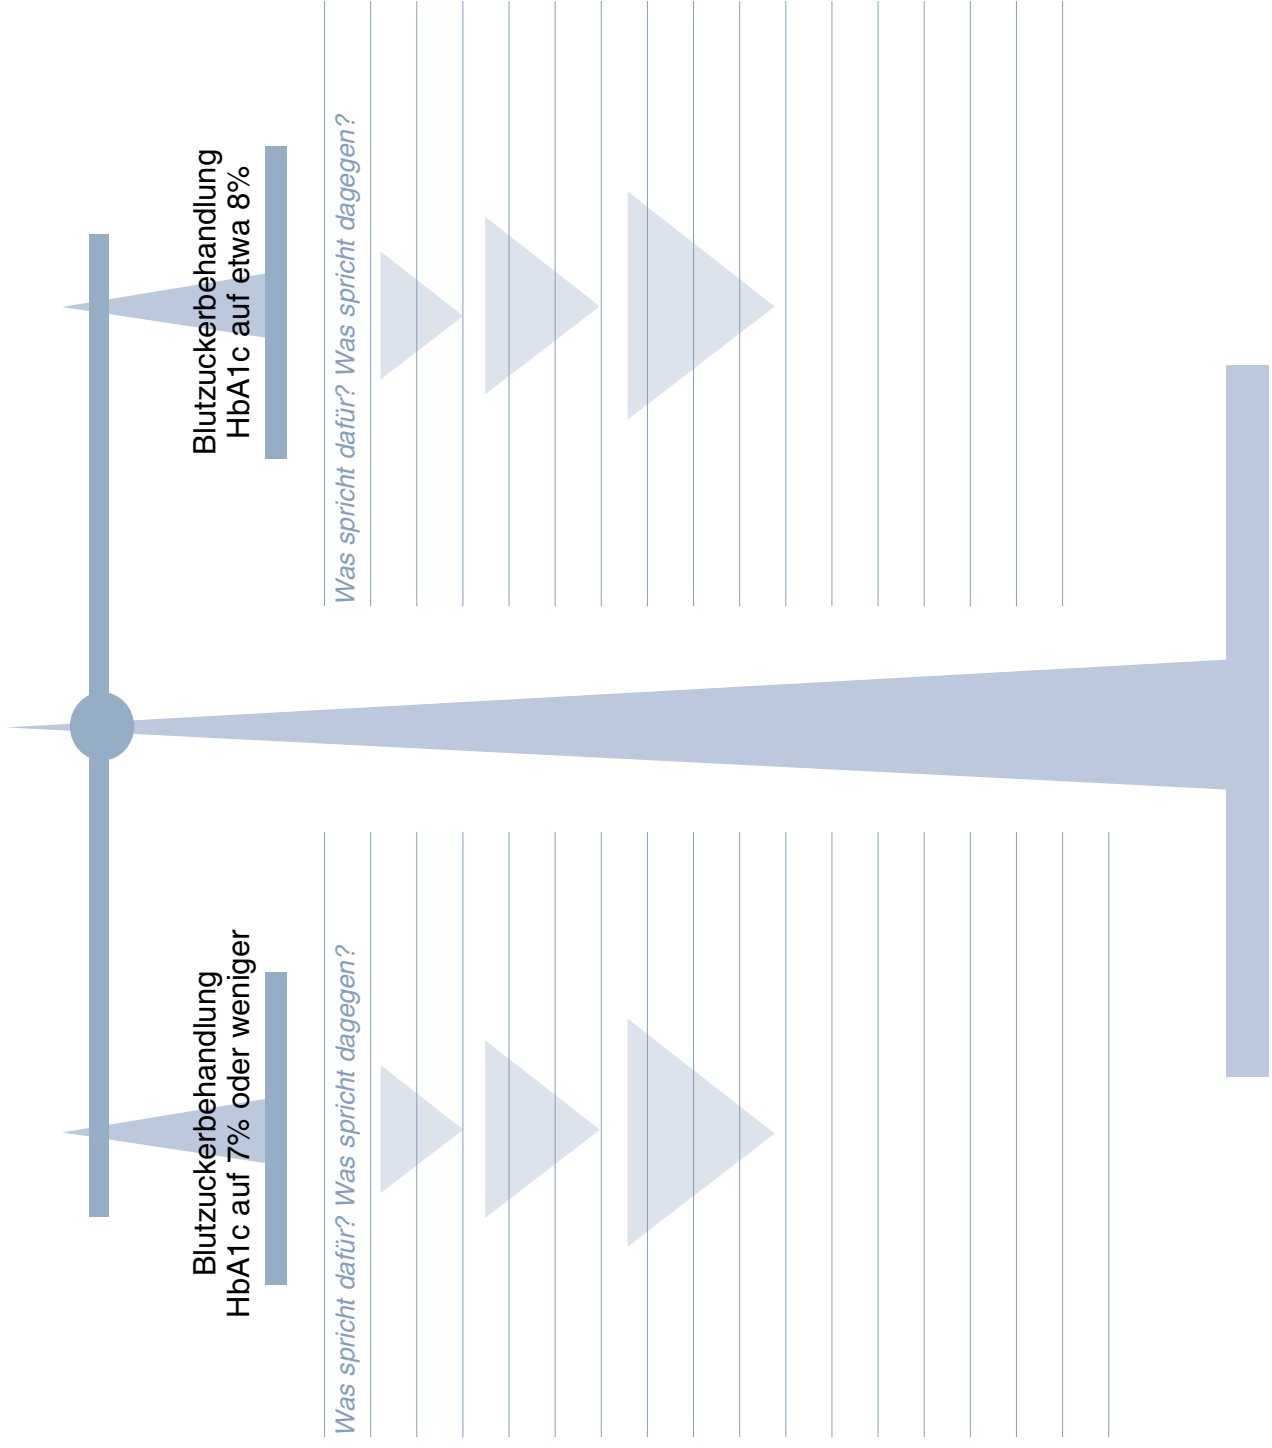 Blutzuckerbehandlung
HbA1c auf 7% oder weniger
Was spricht dafür? Was spricht dagegen?
Blutzuckerbehandlung
HbA1c auf etwa 8%
Was spricht dafür? Was spricht dagegen?